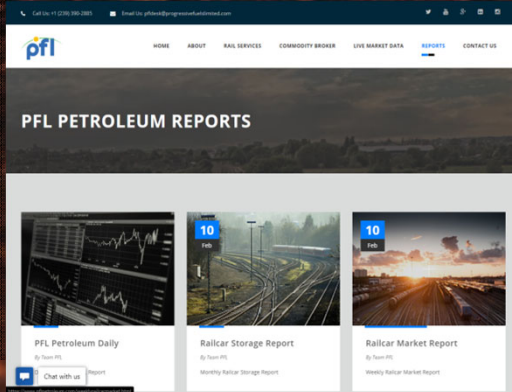 Call Us: +1 (239) 390-2885 Email Us: pfldesk@progressivefuelslimited.com
pfl
HOME ABOUT RAIL SERVICES COMMODITY BROKER LIVE MARKET DATA REPORTS CONTACT US
PFL PETROLEUM REPORTS
10
Feb
10
Feb
PFL Petroleum Daily
By Team PFL
Report
Railcar Storage Report
By Team PFL
Monthly Railcar Storage Report
Railcar Market Report
By Team PFL
Weekly Railcar Market Report
Chat with us